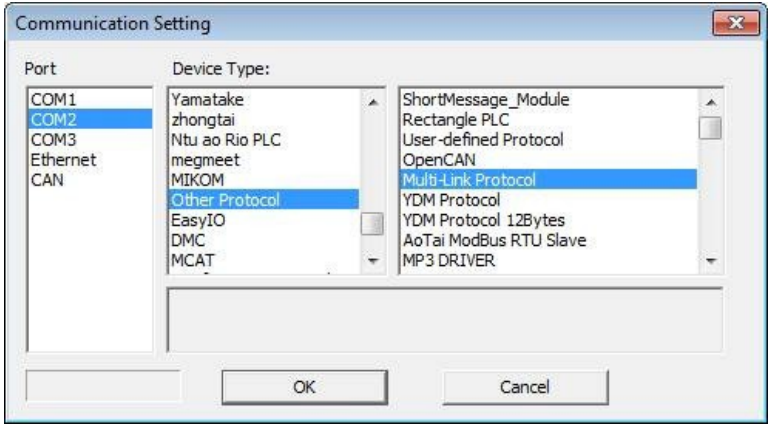 Communication Setting
Port
Device Type:
COM1
COM2
COM3
Ethernet
CAN
Yamatake
zhongtai
Ntu ao Rio PLC
megmeet
MIKOM
Other Protocol
EasyIO
DMC
MCAT
ShortMessage_Module
Rectangle PLC
User-defined Protocol
OpenCAN
Multi-Link Protocol
YDM Protocol
YDM Protocol 12Bytes
AoTai ModBus RTU Slave
MP3 DRIVER
OK
Cancel